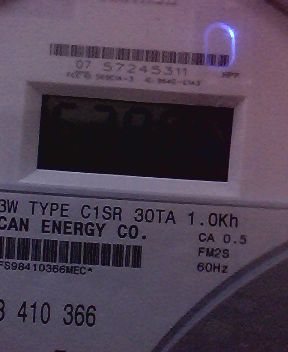 07 57245311
HPP
3W TYPE C1SR 30TA 1.0Kh
CAN ENERGY CO.
CA 0.5
FM2S
60Hz
FS98410366MEC*
3 410 366